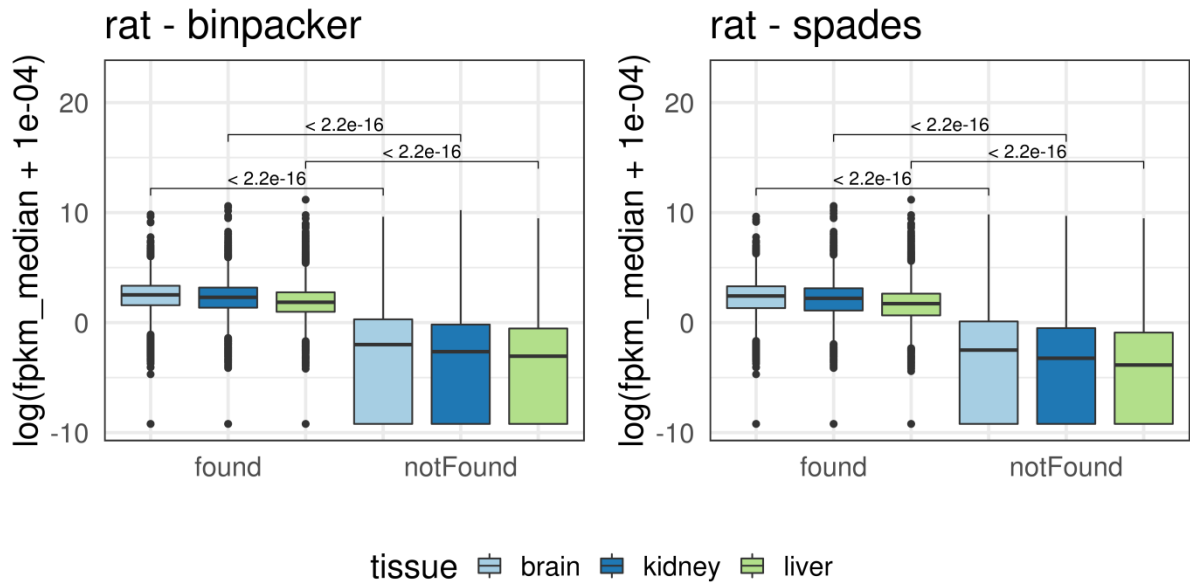 rat - binpacker
log(fpkm_median + 1e-04)
20
10
0
-10
< 2.2e-16
< 2.2e-16
< 2.2e-16
found
notFound
rat - spades
log(fpkm_median + 1e-04)
20
10
0
-10
< 2.2e-16
< 2.2e-16
< 2.2e-16
found
notFound
tissue brain kidney liver